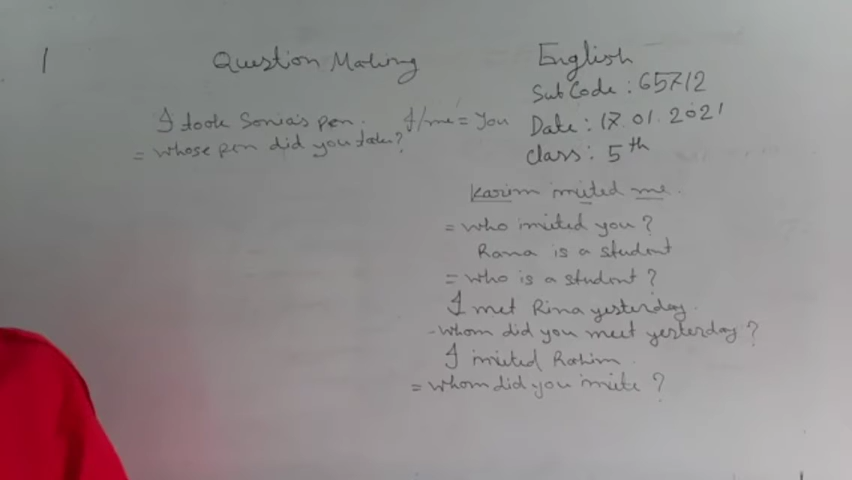 1
Question Making
English
Sub Code : 65712
Date : 17.01.2021
Class : 5th
I took Sonia's pen. I/me = You
= whose pen did you take?
Karim invited me.
= who invited you ?
Rana is a student
= who is a student ?
I met Rina yesterday.
- whom did you meet yesterday ?
I invited Rahim.
= whom did you invite ?